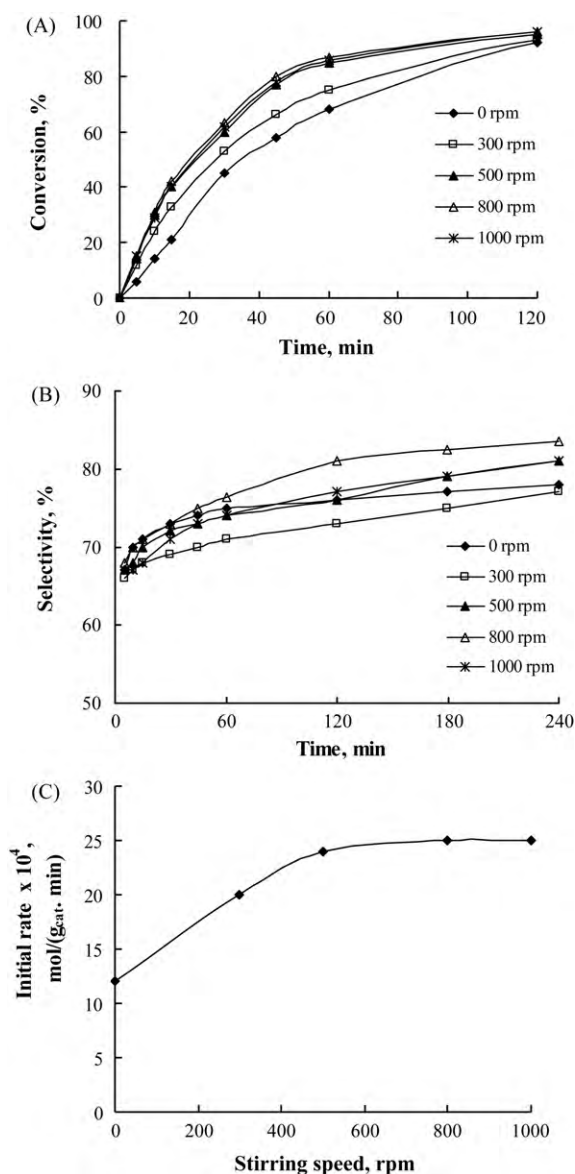 (A)
100
80
60
40
20
0
Conversion, %
0 20 40 60 80 100 120
Time, min
0 rpm
300 rpm
500 rpm
800 rpm
1000 rpm
(B)
90
80
70
60
50
Selectivity, %
0 60 120 180 240
Time, min
0 rpm
300 rpm
500 rpm
800 rpm
1000 rpm
(C)
30
25
20
15
10
5
0
Initial rate x 10⁴,
mol/(g_cat. min)
0 200 400 600 800 1000
Stirring speed, rpm